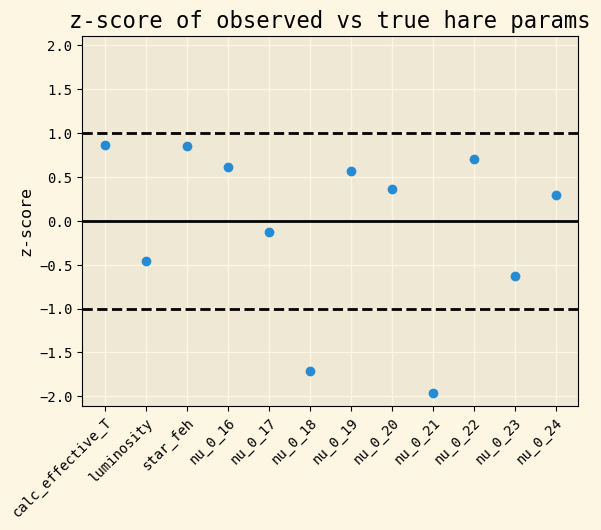 z-score of observed vs true hare params
z-score
2.0
1.5
1.0
0.5
0.0
−0.5
−1.0
−1.5
−2.0
calc_effective_T
luminosity
star_feh
nu_0_16
nu_0_17
nu_0_18
nu_0_19
nu_0_20
nu_0_21
nu_0_22
nu_0_23
nu_0_24